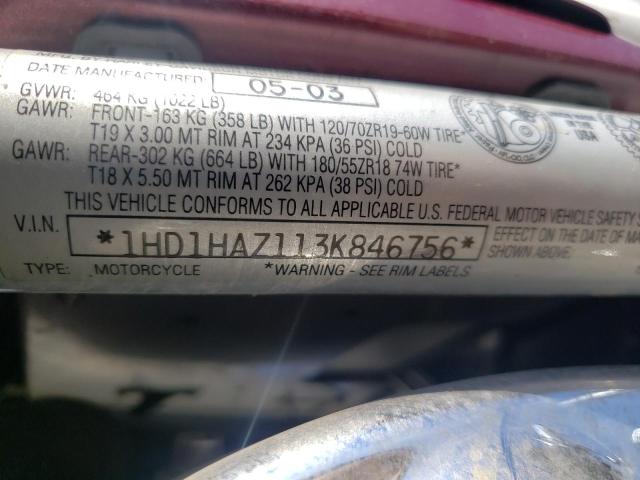 DATE MANUFACTURED 05-03
GVWR: 464 KG (1022 LB)
GAWR: FRONT-163 KG (358 LB) WITH 120/70ZR19-60W TIRE*
T19 X 3.00 MT RIM AT 234 KPA (36 PSI) COLD
GAWR: REAR-302 KG (664 LB) WITH 180/55ZR18 74W TIRE*
T18 X 5.50 MT RIM AT 262 KPA (38 PSI) COLD
THIS VEHICLE CONFORMS TO ALL APPLICABLE U.S. FEDERAL MOTOR VEHICLE SAFETY
V.I.N. *1HD1HAZ113K846756* ON THE DATE OF MANUFACTURE
SHOWN ABOVE.
TYPE: MOTORCYCLE *WARNING - SEE RIM LABELS
USA